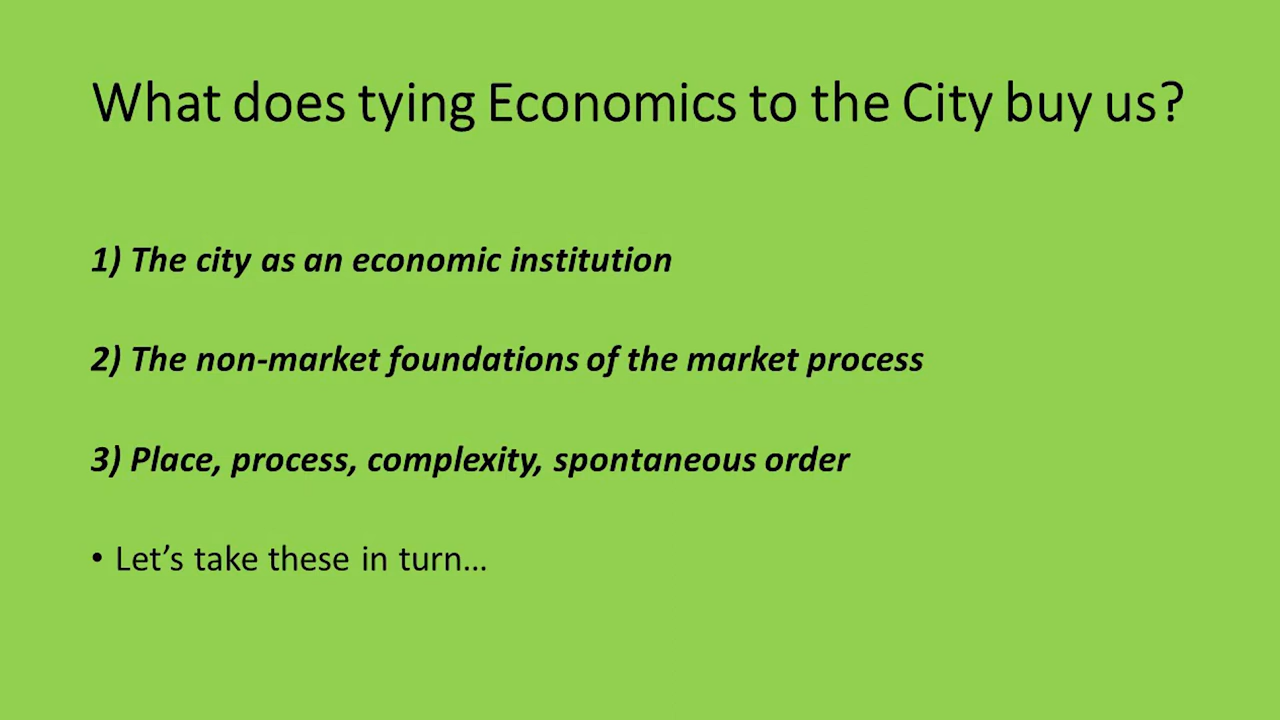 What does tying Economics to the City buy us?
1) The city as an economic institution
2) The non-market foundations of the market process
3) Place, process, complexity, spontaneous order
• Let’s take these in turn…